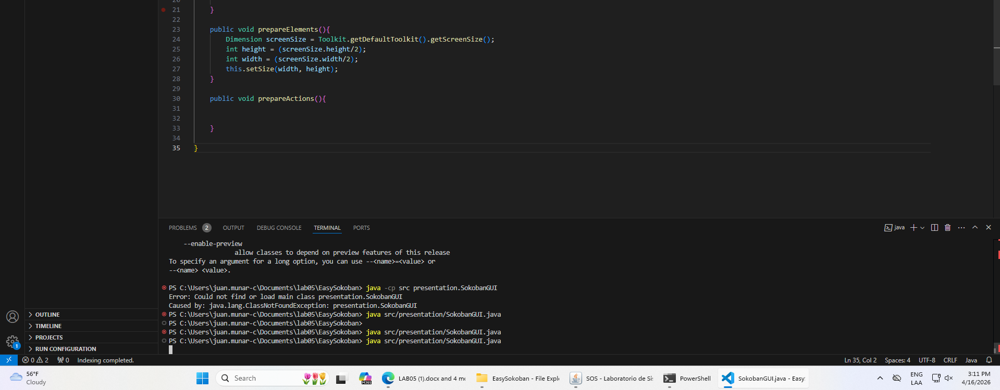 21 }
22
23 public void prepareElements(){
24 Dimension screenSize = Toolkit.getDefaultToolkit().getScreenSize();
25 int height = (screenSize.height/2);
26 int width = (screenSize.width/2);
27 this.setSize(width, height);
28 }
29
30 public void prepareActions(){
31
32
33 }
34
35 }
PROBLEMS 2 OUTPUT DEBUG CONSOLE TERMINAL PORTS java
--enable-preview
allow classes to depend on preview features of this release
To specify an argument for a long option, you can use --<name>=<value> or
--<name> <value>.
PS C:\Users\juan.munar-c\Documents\lab05\EasySokoban> java -cp src presentation.SokobanGUI
Error: Could not find or load main class presentation.SokobanGUI
Caused by: java.lang.ClassNotFoundException: presentation.SokobanGUI
PS C:\Users\juan.munar-c\Documents\lab05\EasySokoban> java src/presentation/SokobanGUI.java
PS C:\Users\juan.munar-c\Documents\lab05\EasySokoban>
PS C:\Users\juan.munar-c\Documents\lab05\EasySokoban> java src/presentation/SokobanGUI.java
PS C:\Users\juan.munar-c\Documents\lab05\EasySokoban> java src/presentation/SokobanGUI.java
OUTLINE
TIMELINE
PROJECTS
RUN CONFIGURATION
1
0 2 0 Indexing completed. Ln 35, Col 2 Spaces: 4 UTF-8 CRLF Java
56°F
Cloudy
Search
M365
LAB05 (1).docx and 4 mo
EasySokoban - File Explo
SOS - Laboratorio de Sis
PowerShell
SokobanGUI.java - Easy
ENG
LAA
3:11 PM
4/16/2026